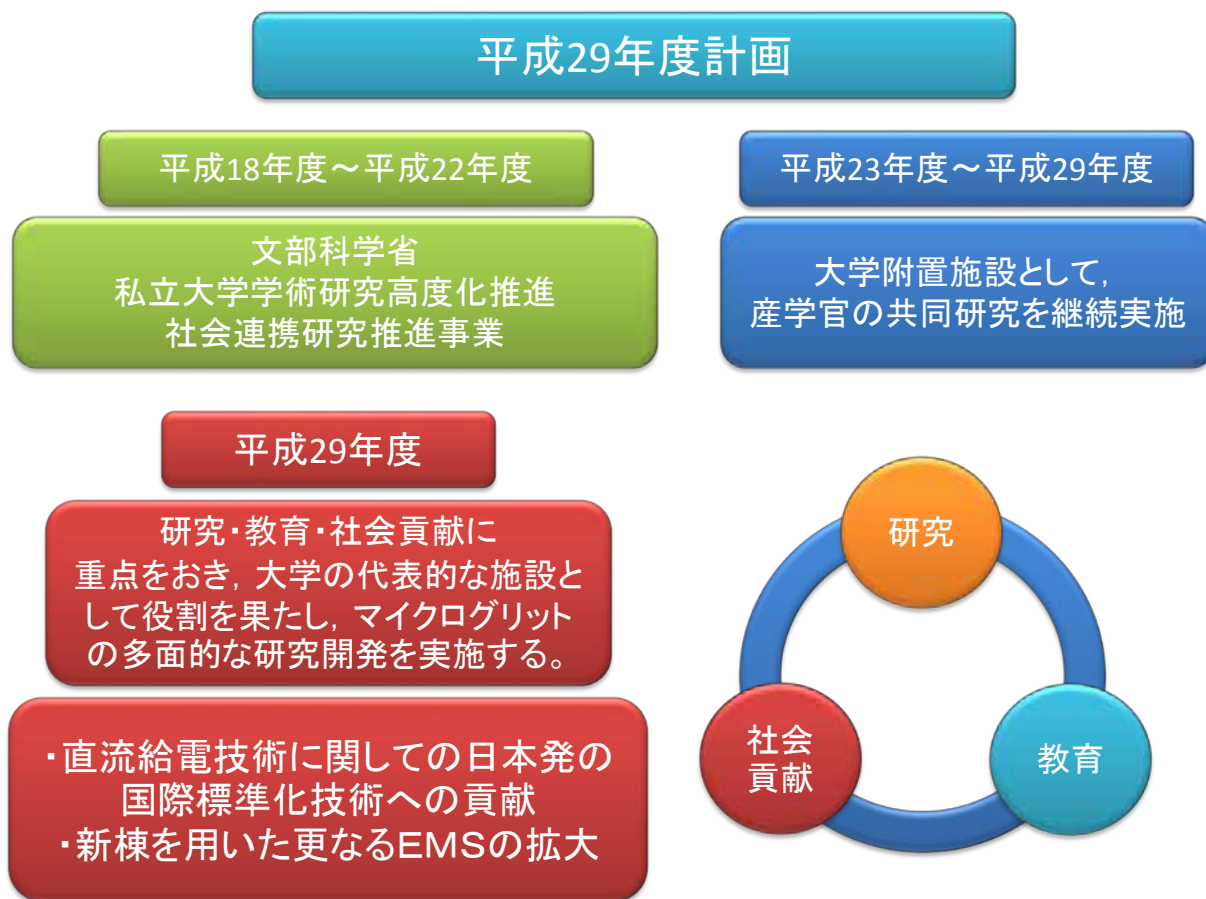 平成29年度計画
平成18年度～平成22年度
文部科学省
私立大学学術研究高度化推進
社会連携研究推進事業
平成23年度～平成29年度
大学附置施設として，
産学官の共同研究を継続実施
平成29年度
研究・教育・社会貢献に
重点をおき，大学の代表的な施設と
して役割を果たし，マイクログリット
の多面的な研究開発を実施する。
・直流給電技術に関しての日本発の
国際標準化技術への貢献
・新棟を用いた更なるＥＭＳの拡大
研究
社会
貢献
教育